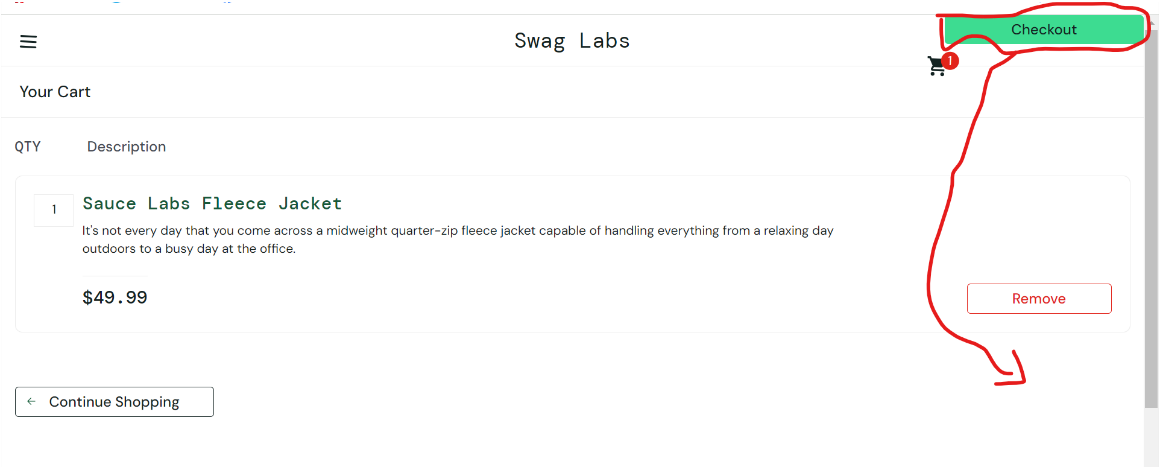 Checkout
Swag Labs
1
Your Cart
QTY Description
1 Sauce Labs Fleece Jacket
It's not every day that you come across a midweight quarter-zip fleece jacket capable of handling everything from a relaxing day
outdoors to a busy day at the office.
$49.99
Remove
← Continue Shopping